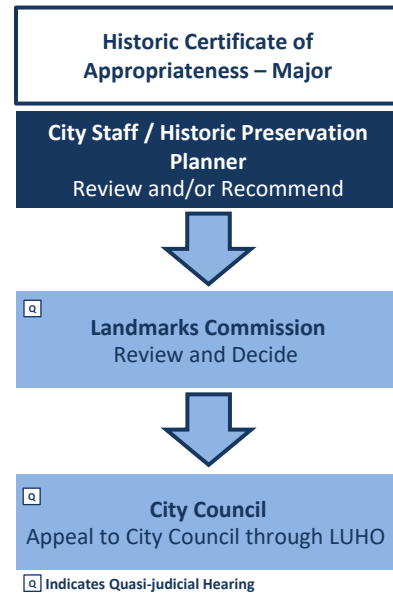 Historic Certificate of
Appropriateness – Major
City Staff / Historic Preservation
Planner
Review and/or Recommend
Q
Landmarks Commission
Review and Decide
Q
City Council
Appeal to City Council through LUHO
Q Indicates Quasi-judicial Hearing